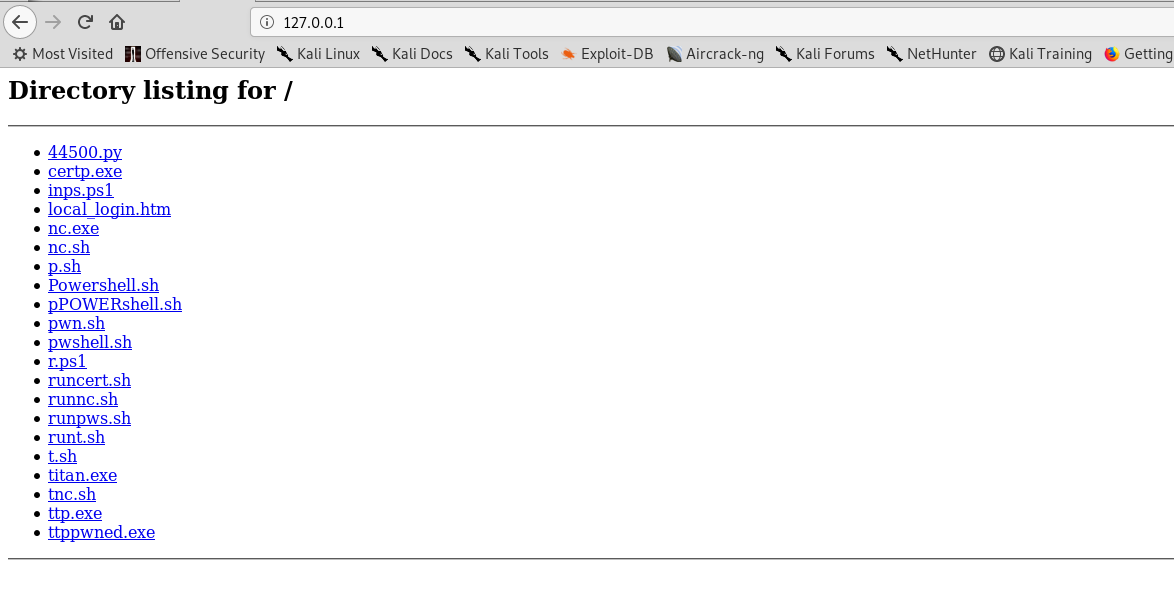 127.0.0.1
Most Visited Offensive Security Kali Linux Kali Docs Kali Tools Exploit-DB Aircrack-ng Kali Forums NetHunter Kali Training Getting
Directory listing for /
44500.py
certp.exe
inps.ps1
local_login.htm
nc.exe
nc.sh
p.sh
Powershell.sh
pPOWERshell.sh
pwn.sh
pwshell.sh
r.ps1
runcert.sh
runnc.sh
runpws.sh
runt.sh
t.sh
titan.exe
tnc.sh
ttp.exe
ttppwned.exe